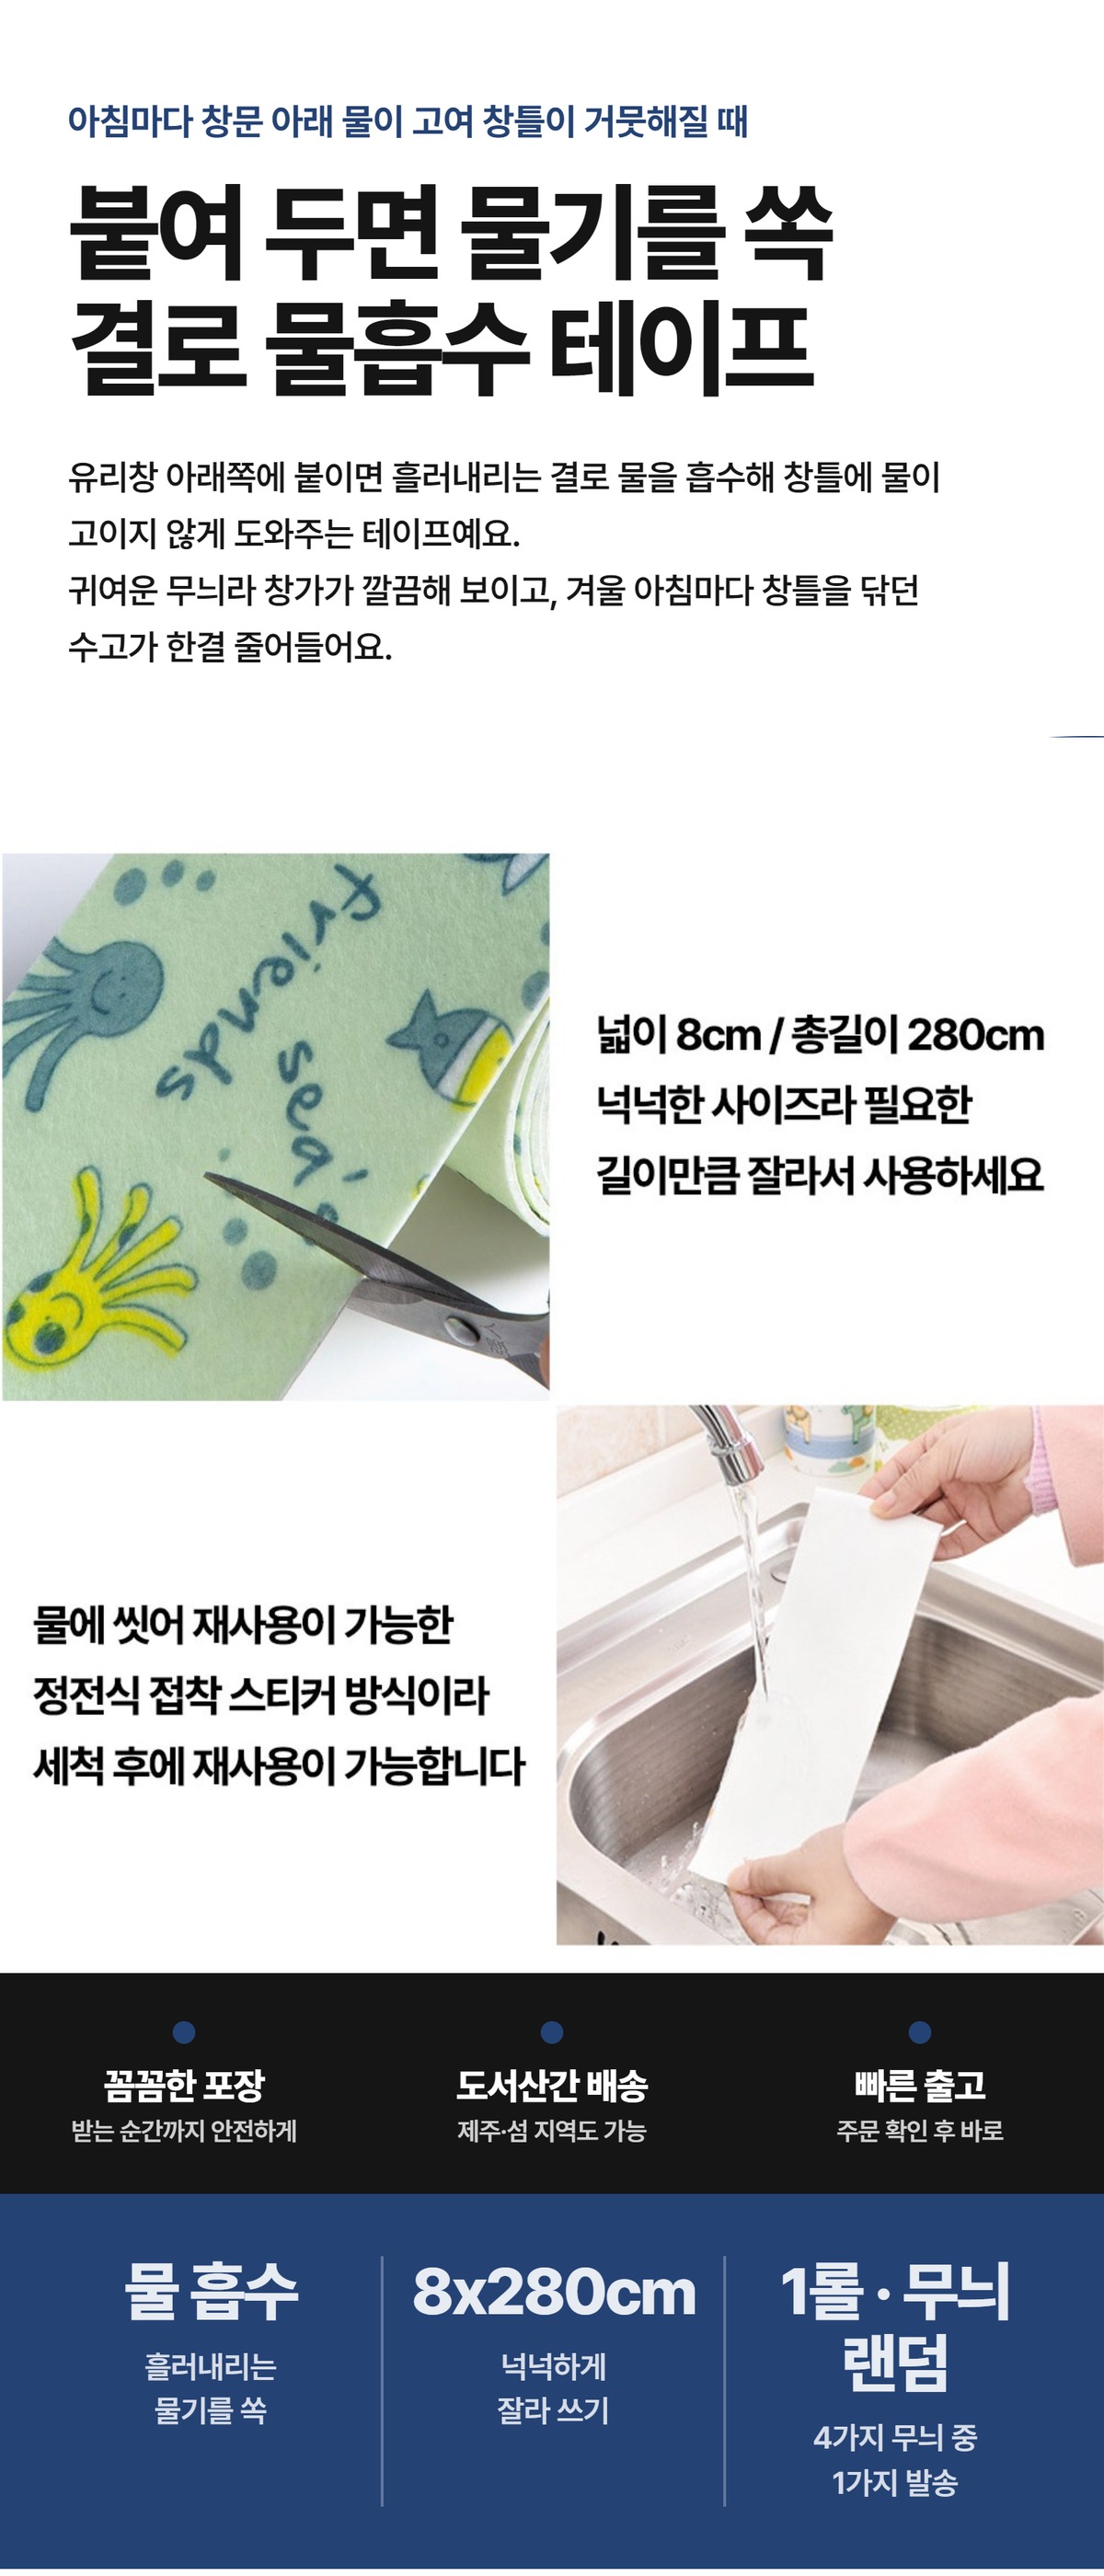 아침마다 창문 아래 물이 고여 창틀이 거뭇해질 때
붙여 두면 물기를 쏙
결로 물흡수 테이프
유리창 아래쪽에 붙이면 흘러내리는 결로 물을 흡수해 창틀에 물이
고이지 않게 도와주는 테이프예요.
귀여운 무늬라 창가가 깔끔해 보이고, 겨울 아침마다 창틀을 닦던
수고가 한결 줄어들어요.
friends
sea'
넓이 8cm / 총길이 280cm
넉넉한 사이즈라 필요한
길이만큼 잘라서 사용하세요
물에 씻어 재사용이 가능한
정전식 접착 스티커 방식이라
세척 후에 재사용이 가능합니다
꼼꼼한 포장
받는 순간까지 안전하게
도서산간 배송
제주·섬 지역도 가능
빠른 출고
주문 확인 후 바로
물 흡수
흘러내리는
물기를 쏙
8x280cm
넉넉하게
잘라 쓰기
1롤 · 무늬
랜덤
4가지 무늬 중
1가지 발송